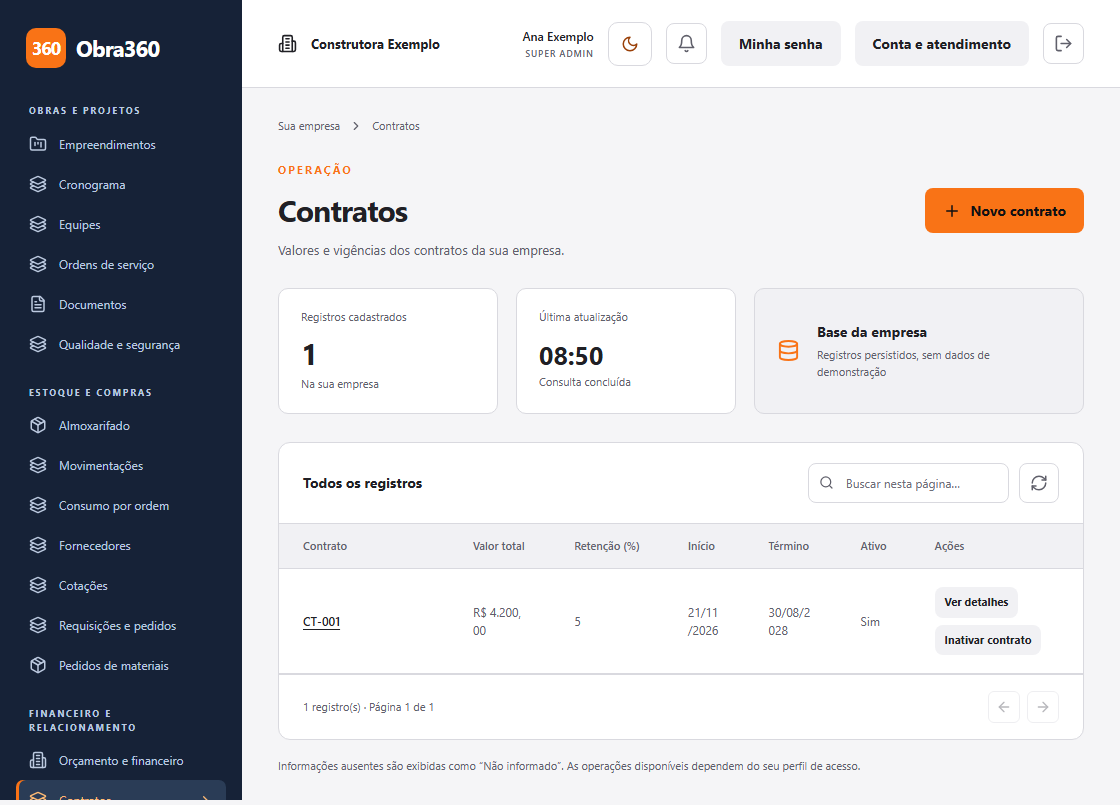 360 Obra360
OBRAS E PROJETOS
Empreendimentos
Cronograma
Equipes
Ordens de serviço
Documentos
Qualidade e segurança
ESTOQUE E COMPRAS
Almoxarifado
Movimentações
Consumo por ordem
Fornecedores
Cotações
Requisições e pedidos
Pedidos de materiais
FINANCEIRO E
RELACIONAMENTO
Orçamento e financeiro
Contratos
Construtora Exemplo
Ana Exemplo
SUPER ADMIN
Minha senha
Conta e atendimento
Sua empresa
Contratos
OPERAÇÃO
Contratos
Novo contrato
Valores e vigências dos contratos da sua empresa.
Registros cadastrados
1
Na sua empresa
Última atualização
08:50
Consulta concluída
Base da empresa
Registros persistidos, sem dados de
demonstração
Todos os registros
Buscar nesta página...
Contrato Valor total Retenção (%) Início Término Ativo Ações
CT-001
R$ 4.200,
00
5
21/11
/2026
30/08/2
028
Sim
Ver detalhes
Inativar contrato
1 registro(s) · Página 1 de 1
Informações ausentes são exibidas como “Não informado”. As operações disponíveis dependem do seu perfil de acesso.